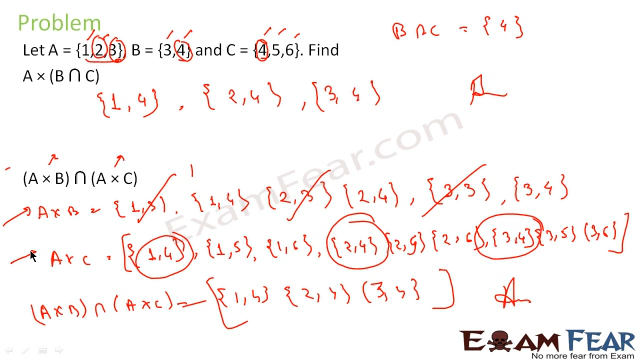 Problem
Let A = {1,2,3}, B = {3,4} and C = {4,5,6}. Find
B ∩ C = {4}
A × (B ∩ C)
{1,4} , {2,4} , {3,4}
(A × B) ∩ (A × C)
A×B = {1,3}, {1,4} {2,3} {2,4} {3,3} , {3,4}
A×C = [{1,4}, {1,5} {1,6}, {2,4} {2,5} {2,6}, {3,4} {3,5} (3,6}]
(A×B) ∩ (A×C) = [{1,4} {2,4} (3,4}]
ExamFear.com
EXAMFEAR
No more fear from exam